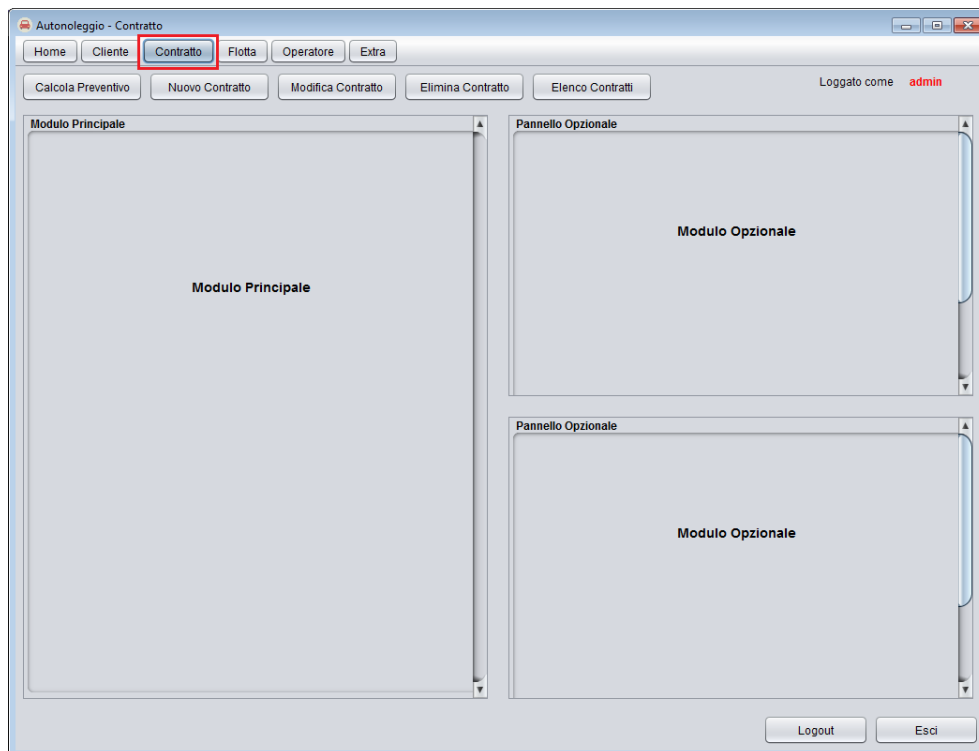 Autonoleggio - Contratto
Home Cliente Contratto Flotta Operatore Extra
Calcola Preventivo Nuovo Contratto Modifica Contratto Elimina Contratto Elenco Contratti Loggato come admin
Modulo Principale Pannello Opzionale
Modulo Opzionale
Modulo Principale
Pannello Opzionale
Modulo Opzionale
Logout Esci